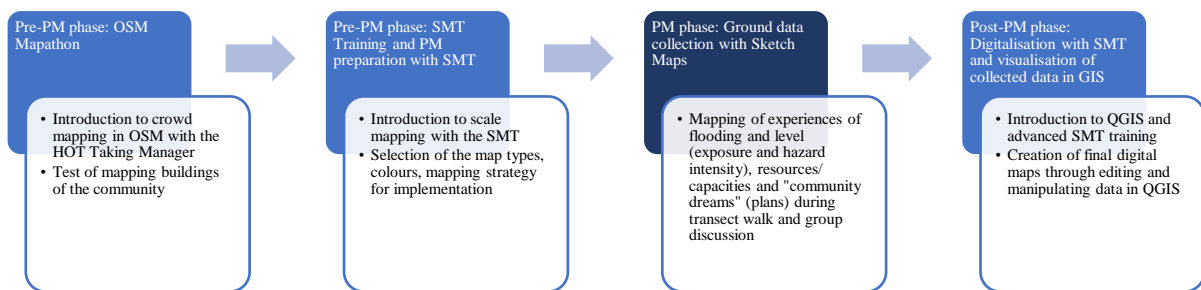 Pre-PM phase: OSM
Mapathon
• Introduction to crowd
mapping in OSM with the
HOT Taking Manager
• Test of mapping buildings
of the community
Pre-PM phase: SMT
Training and PM
preparation with SMT
• Introduction to scale
mapping with the SMT
• Selection of the map types,
colours, mapping strategy
for implementation
PM phase: Ground data
collection with Sketch
Maps
• Mapping of experiences of
flooding and level
(exposure and hazard
intensity), resources/
capacities and "community
dreams" (plans) during
transect walk and group
discussion
Post-PM phase:
Digitalisation with SMT
and visualisation of
collected data in GIS
• Introduction to QGIS and
advanced SMT training
• Creation of final digital
maps through editing and
manipulating data in QGIS